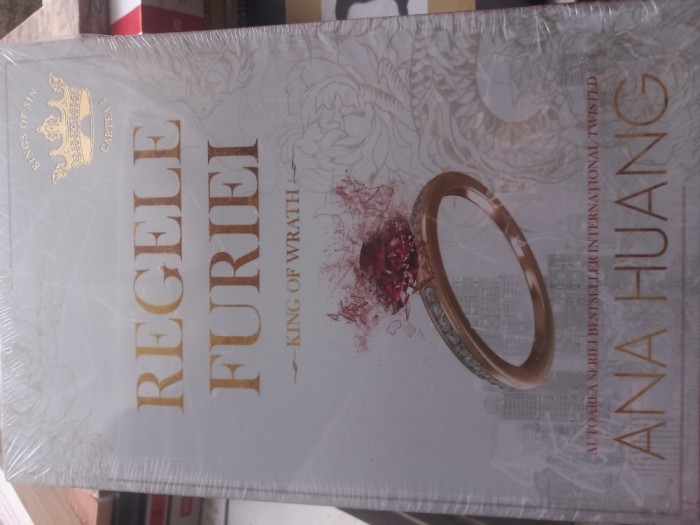 KINGS OF SIN
CARTEA 1
REGELE
FURIEI
KING OF WRATH
AUTOAREA SERIEI BESTSELLER INTERNAȚIONAL TWISTED
ANA HUANG